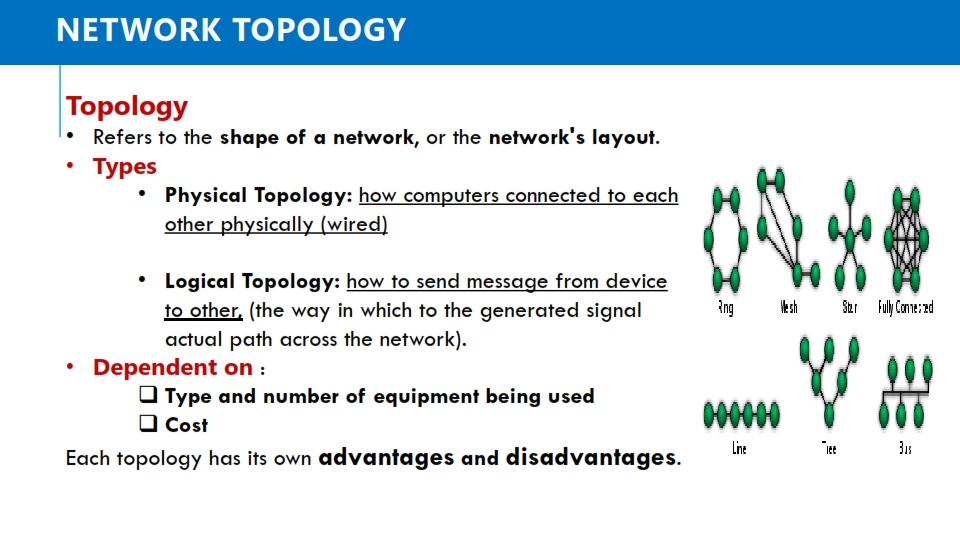 NETWORK TOPOLOGY
Topology
• Refers to the shape of a network, or the network's layout.
• Types
• Physical Topology: how computers connected to each
other physically (wired)
• Logical Topology: how to send message from device
to other, (the way in which to the generated signal
actual path across the network).
• Dependent on :
❑ Type and number of equipment being used
❑ Cost
Each topology has its own advantages and disadvantages.
Ring Mesh Star Fully Connected
Line Tree Bus